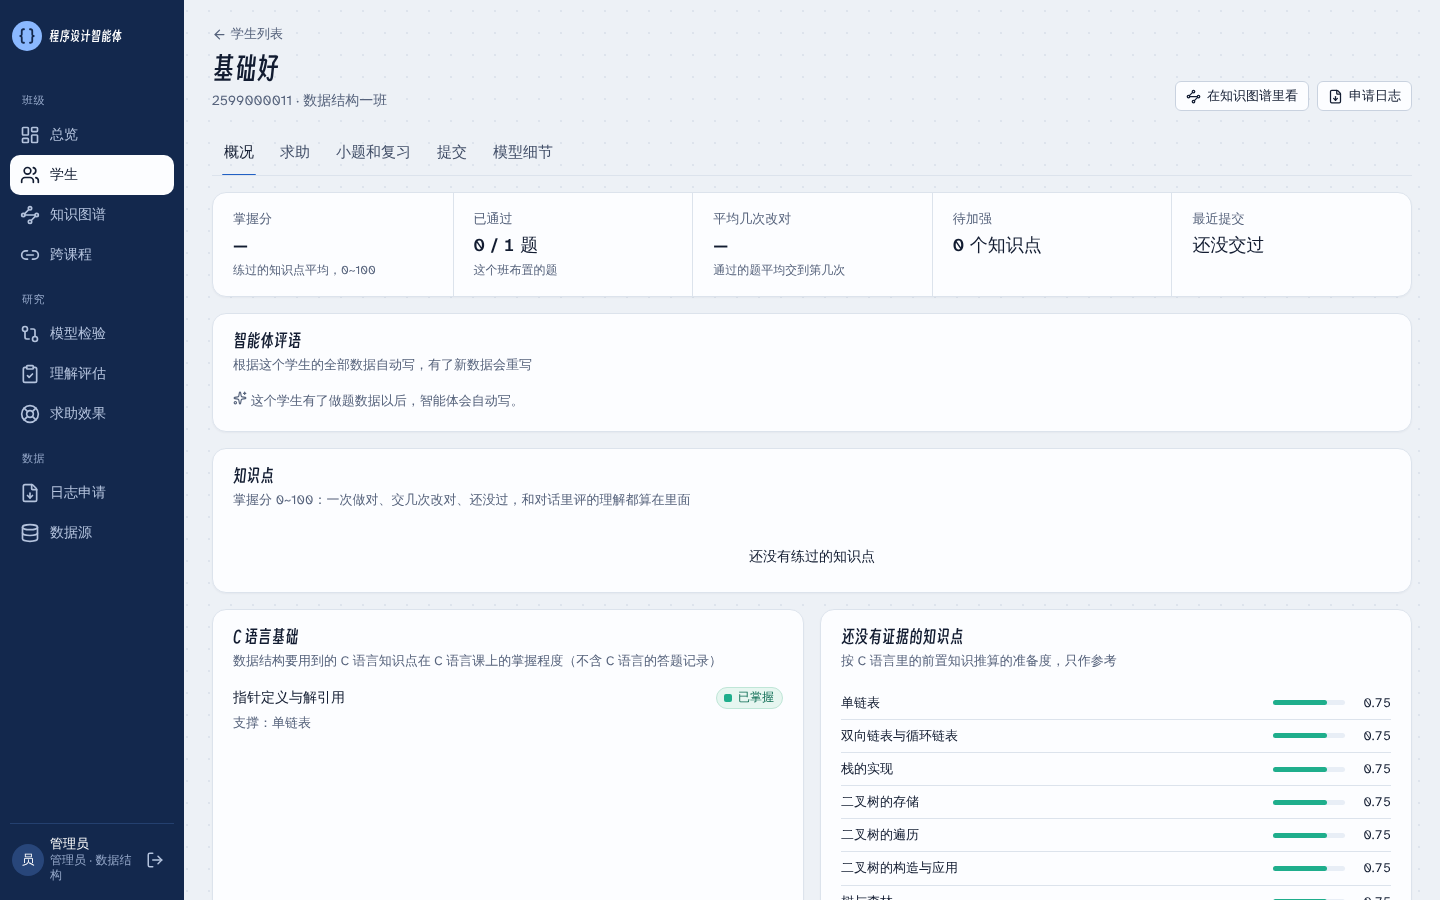 程序设计智能体
班级
总览
学生
知识图谱
跨课程
研究
模型检验
理解评估
求助效果
数据
日志申请
数据源
管理员
员
管理员 · 数据结
构
学生列表
基础好
2599000011 · 数据结构一班
在知识图谱里看
申请日志
概况 求助 小题和复习 提交 模型细节
掌握分
—
练过的知识点平均，0~100
已通过
0 / 1 题
这个班布置的题
平均几次改对
—
通过的题平均交到第几次
待加强
0 个知识点
最近提交
还没交过
智能体评语
根据这个学生的全部数据自动写，有了新数据会重写
这个学生有了做题数据以后，智能体会自动写。
知识点
掌握分 0~100：一次做对、交几次改对、还没过，和对话里评的理解都算在里面
还没有练过的知识点
C 语言基础
数据结构要用到的 C 语言知识点在 C 语言课上的掌握程度（不含 C 语言的答题记录）
指针定义与解引用 已掌握
支撑：单链表
还没有证据的知识点
按 C 语言里的前置知识推算的准备度，只作参考
单链表 0.75
双向链表与循环链表 0.75
栈的实现 0.75
二叉树的存储 0.75
二叉树的遍历 0.75
二叉树的构造与应用 0.75